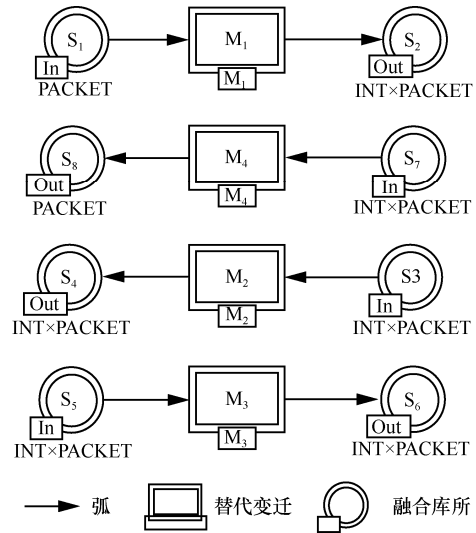 S1 M1 S2
In M1 Out
PACKET INT×PACKET
S8 M4 S7
Out M4 In
PACKET INT×PACKET
S4 M2 S3
Out M2 In
INT×PACKET INT×PACKET
S5 M3 S6
In M3 Out
INT×PACKET INT×PACKET
弧 替代变迁 融合库所